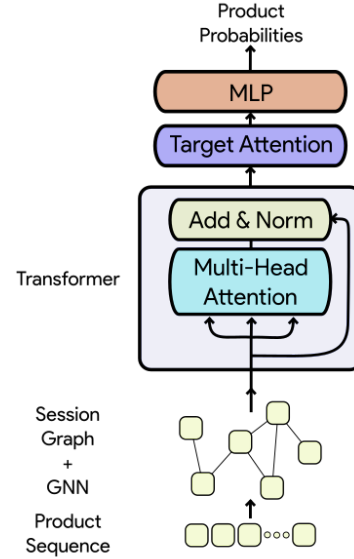 Product
Probabilities
MLP
Target Attention
Add & Norm
Multi-Head
Attention
Transformer
Session
Graph
+
GNN
Product
Sequence